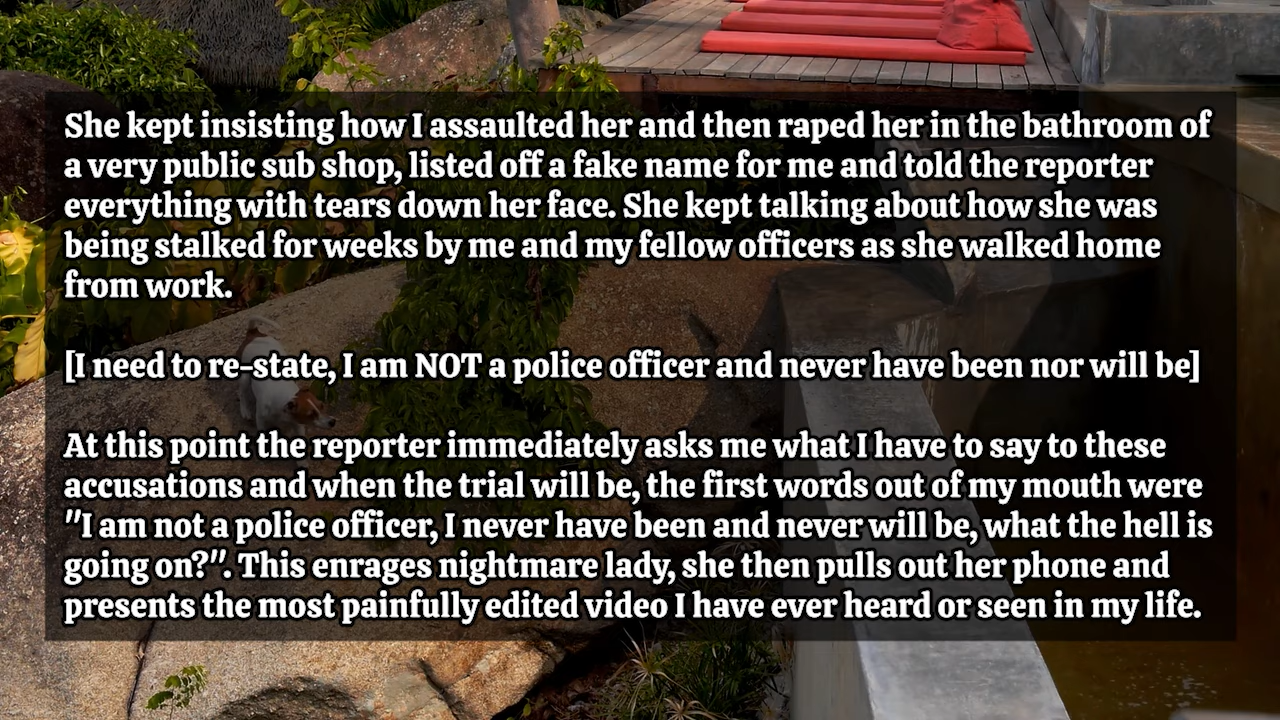 She kept insisting how I assaulted her and then raped her in the bathroom of
a very public sub shop, listed off a fake name for me and told the reporter
everything with tears down her face. She kept talking about how she was
being stalked for weeks by me and my fellow officers as she walked home
from work.
[I need to re-state, I am NOT a police officer and never have been nor will be]
At this point the reporter immediately asks me what I have to say to these
accusations and when the trial will be, the first words out of my mouth were
"I am not a police officer, I never have been and never will be, what the hell is
going on?". This enrages nightmare lady, she then pulls out her phone and
presents the most painfully edited video I have ever heard or seen in my life.